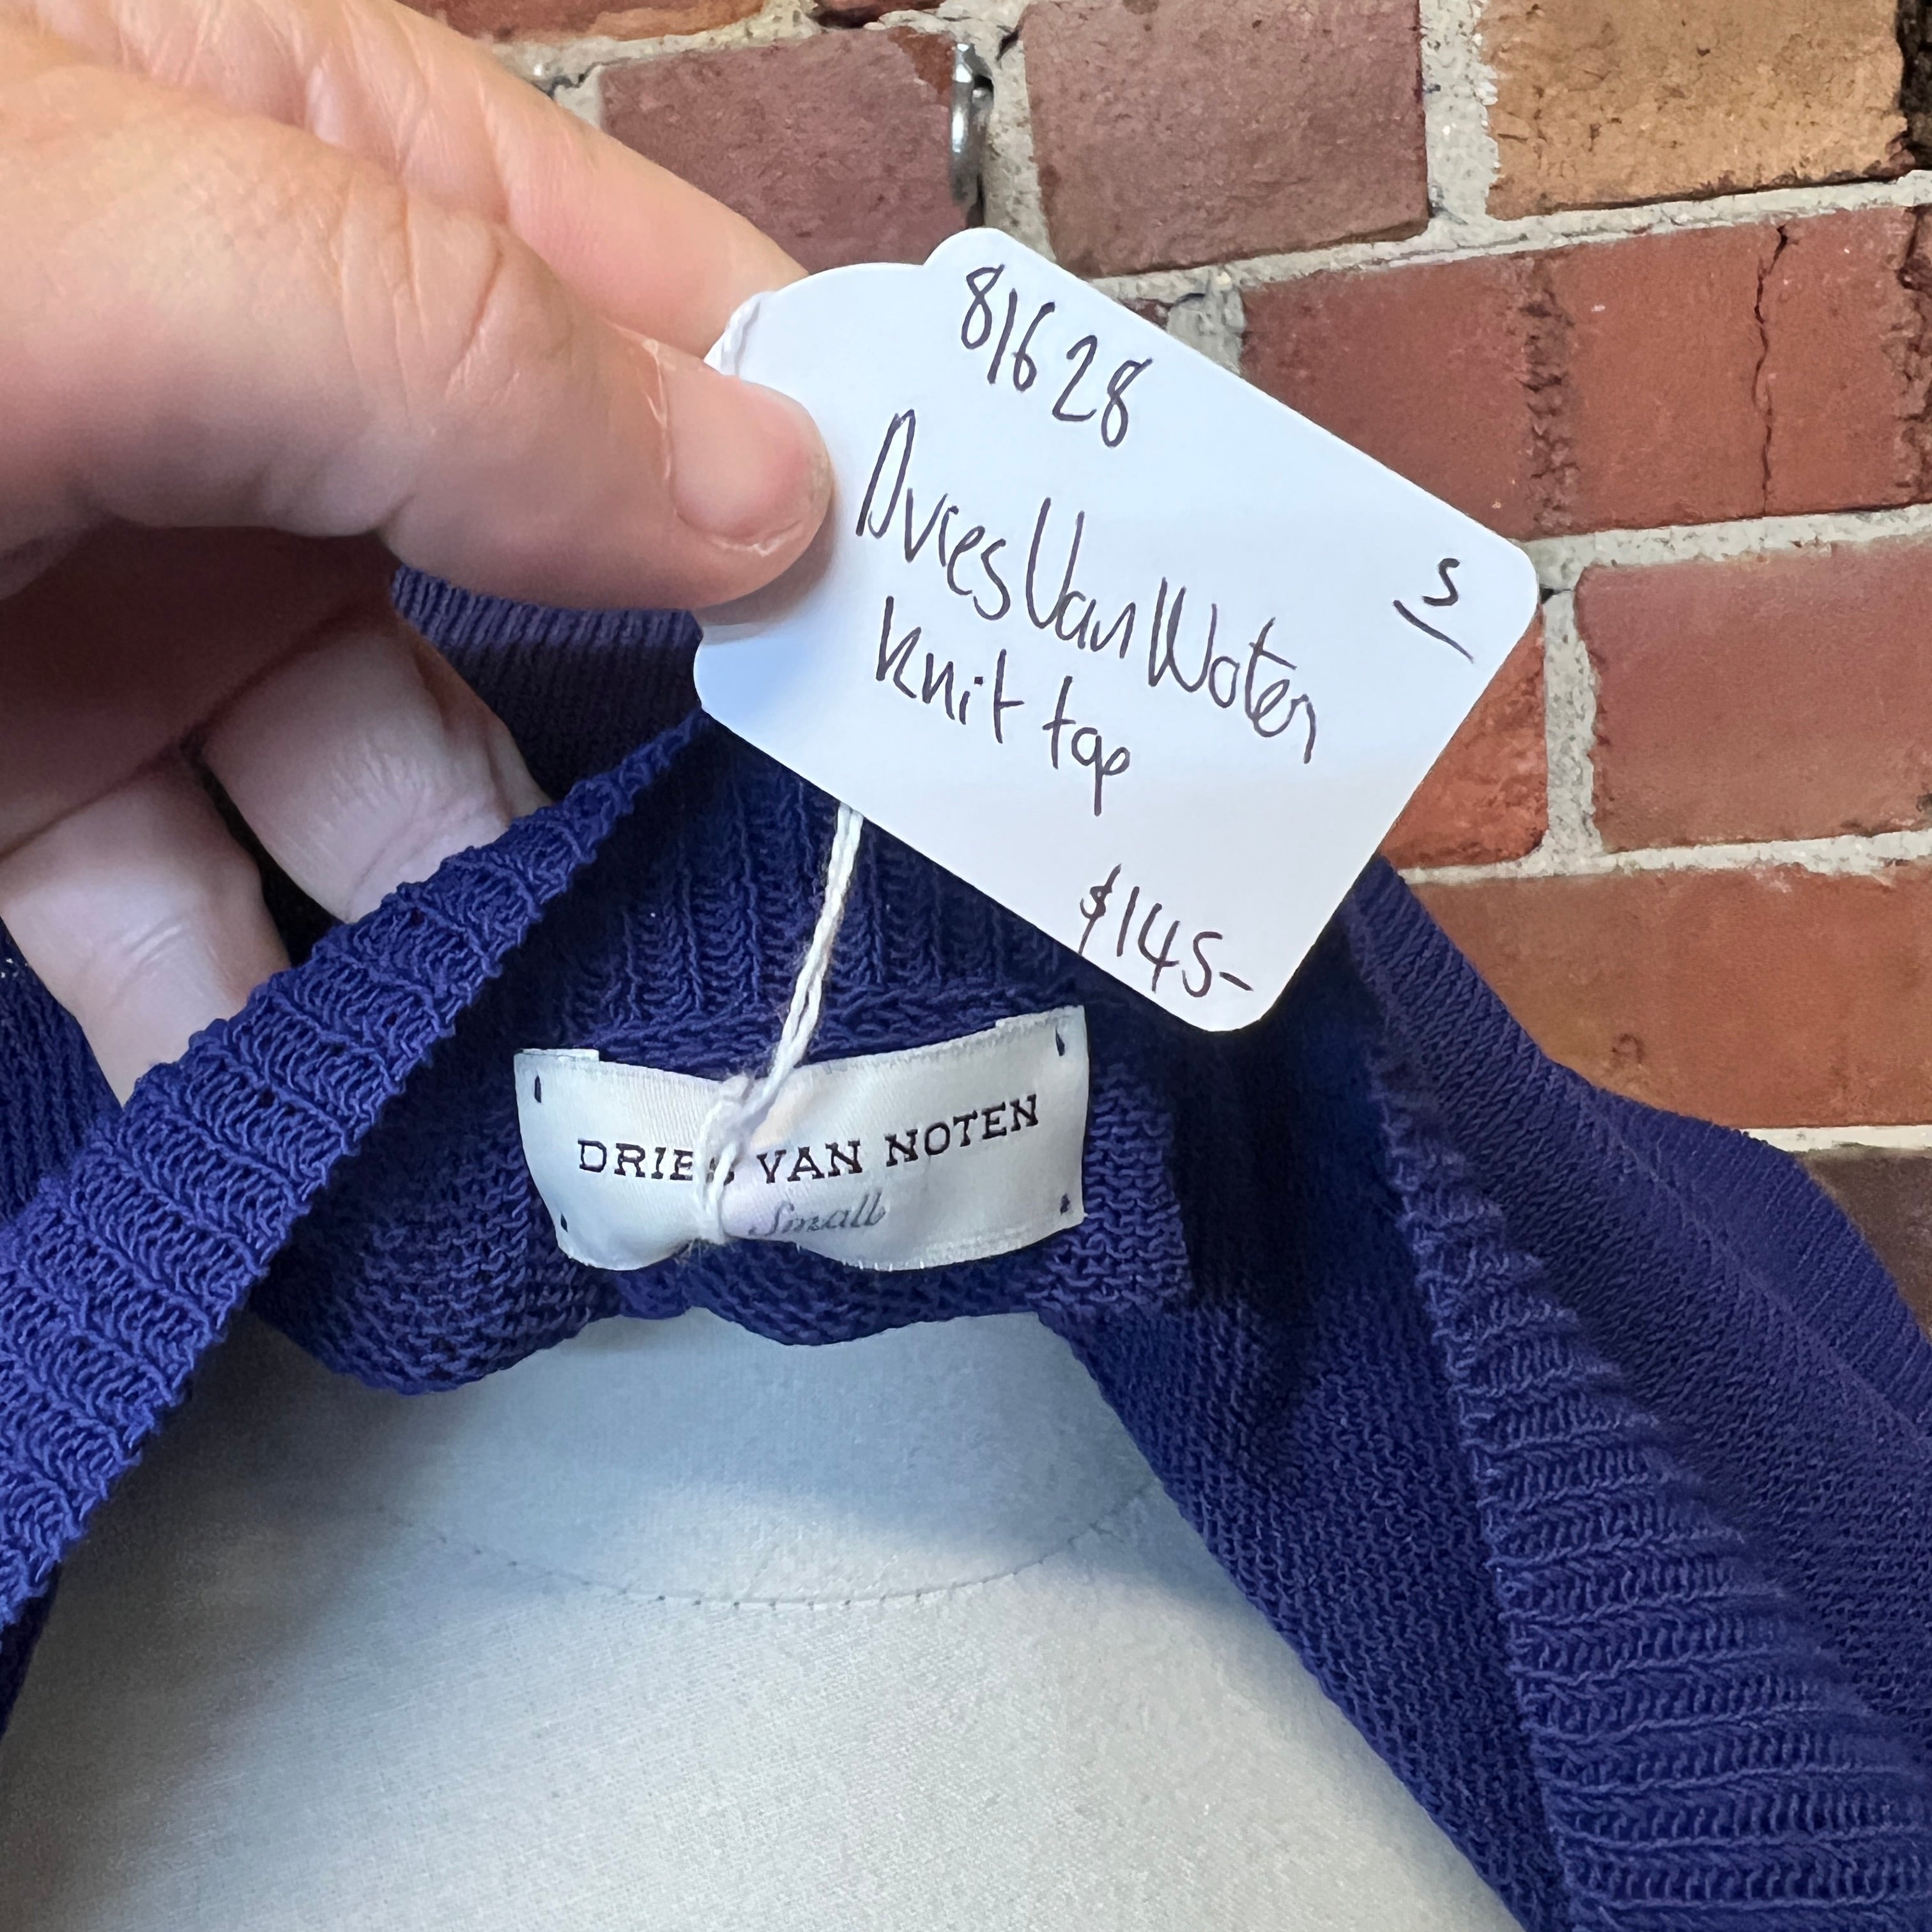 81628
Dries Van Noten
knit top
S
$145-
DRIES VAN NOTEN
Small